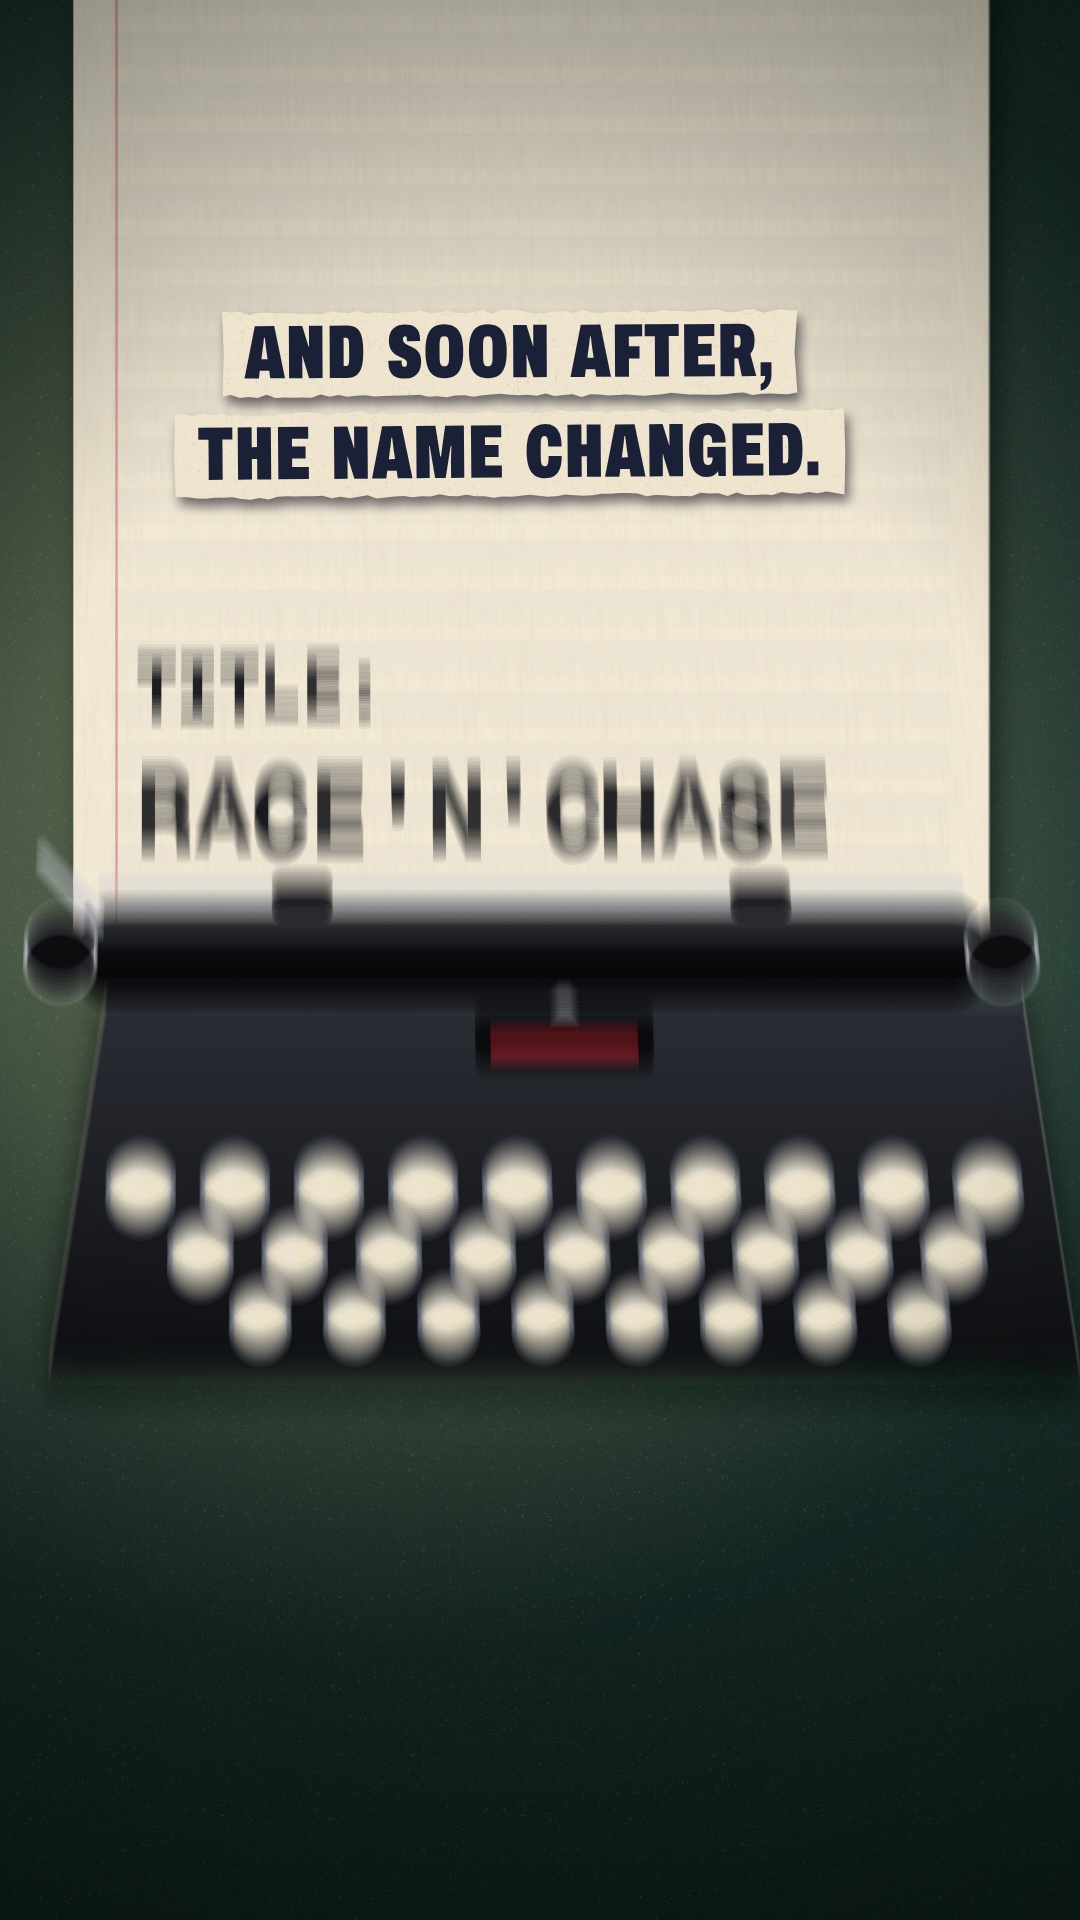 AND SOON AFTER,
THE NAME CHANGED.
TITLE:
RACE 'N' CHASE